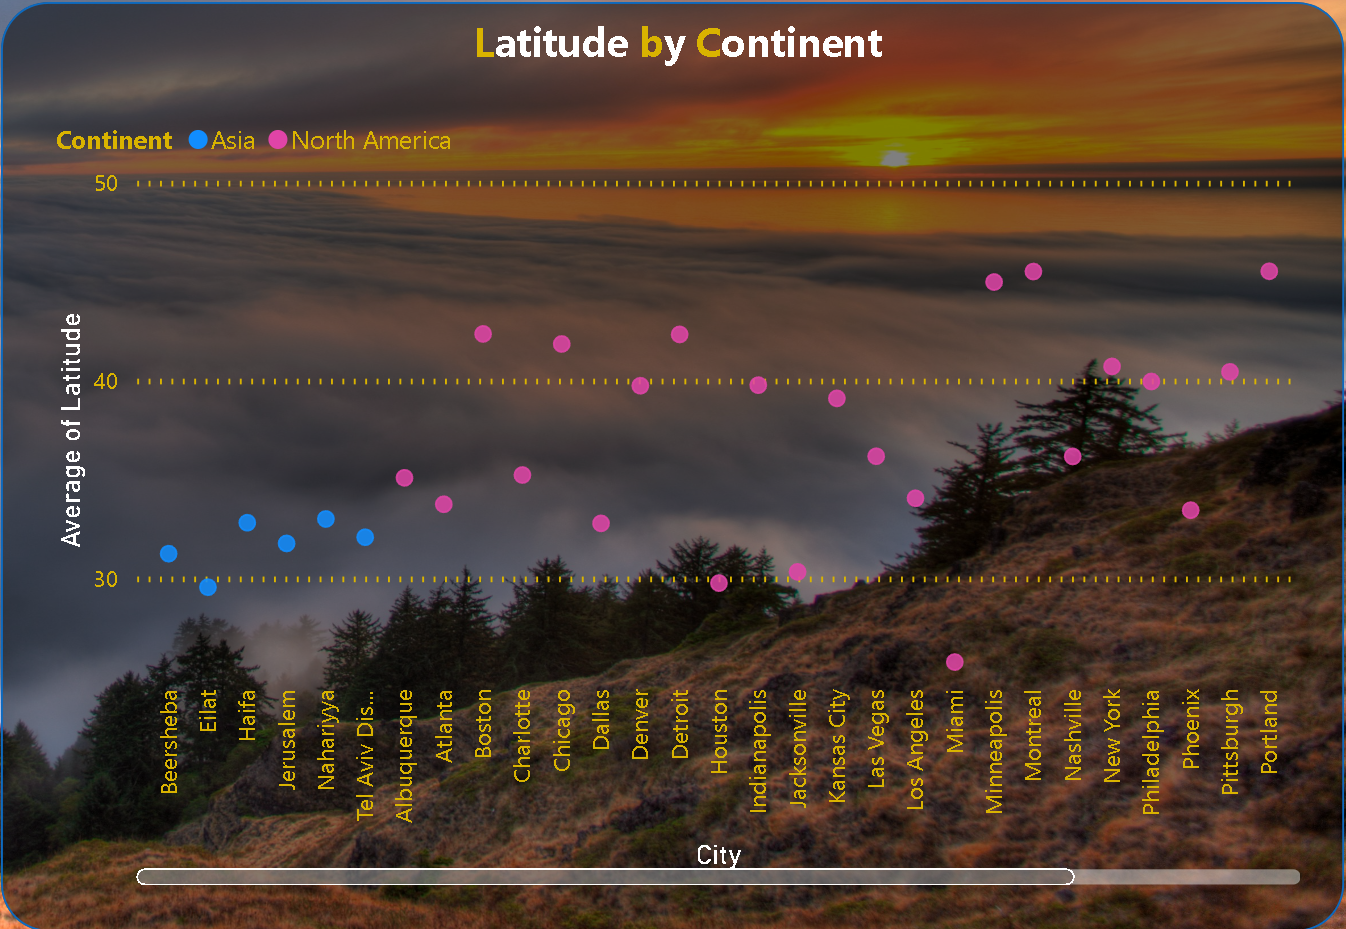 Latitude by Continent
Continent Asia North America
50
40
30
Average of Latitude
Beersheba
Eilat
Haifa
Jerusalem
Nahariyya
Tel Aviv Dis...
Albuquerque
Atlanta
Boston
Charlotte
Chicago
Dallas
Denver
Detroit
Houston
Indianapolis
Jacksonville
Kansas City
Las Vegas
Los Angeles
Miami
Minneapolis
Montreal
Nashville
New York
Philadelphia
Phoenix
Pittsburgh
Portland
City